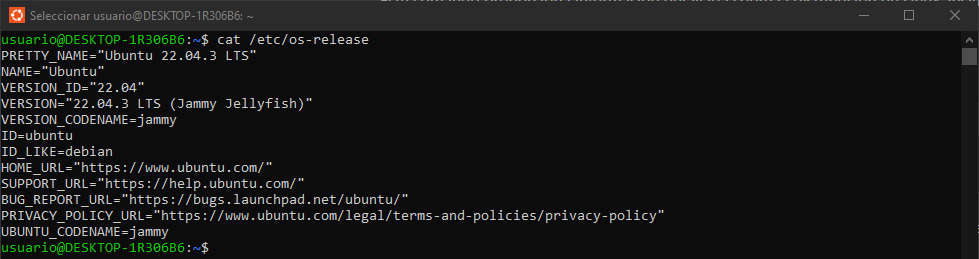 Seleccionar usuario@DESKTOP-1R306B6: ~
usuario@DESKTOP-1R306B6:~$ cat /etc/os-release
PRETTY_NAME="Ubuntu 22.04.3 LTS"
NAME="Ubuntu"
VERSION_ID="22.04"
VERSION="22.04.3 LTS (Jammy Jellyfish)"
VERSION_CODENAME=jammy
ID=ubuntu
ID_LIKE=debian
HOME_URL="https://www.ubuntu.com/"
SUPPORT_URL="https://help.ubuntu.com/"
BUG_REPORT_URL="https://bugs.launchpad.net/ubuntu/"
PRIVACY_POLICY_URL="https://www.ubuntu.com/legal/terms-and-policies/privacy-policy"
UBUNTU_CODENAME=jammy
usuario@DESKTOP-1R306B6:~$